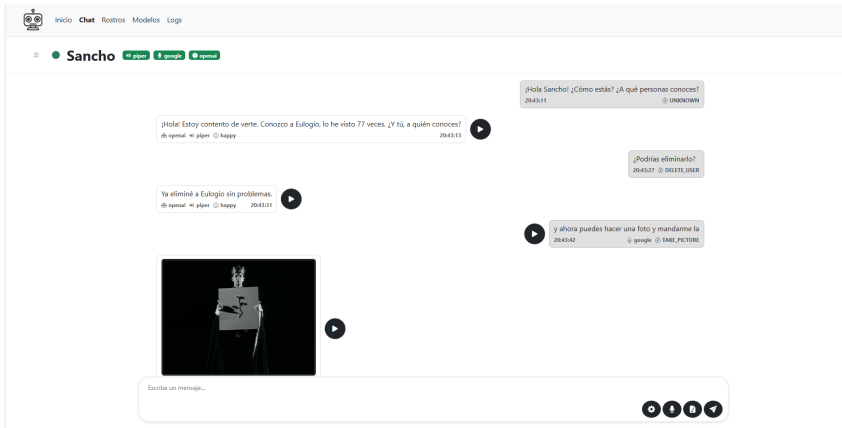 Inicio Chat Rostros Modelos Logs
Sancho piper google openai
¡Hola Sancho! ¿Cómo estás? ¿A qué personas conoces?
20:43:11 UNKNOWN
¡Hola! Estoy contento de verte. Conozco a Eulogio, lo he visto 77 veces. ¿Y tú, a quién conoces?
openai piper happy 20:43:13
¿Podrías eliminarlo?
20:43:27 DELETE_USER
Ya eliminé a Eulogio sin problemas.
openai piper happy 20:43:31
y ahora puedes hacer una foto y mandarme la
20:43:42 google TAKE_PICTURE
Escribe un mensaje...